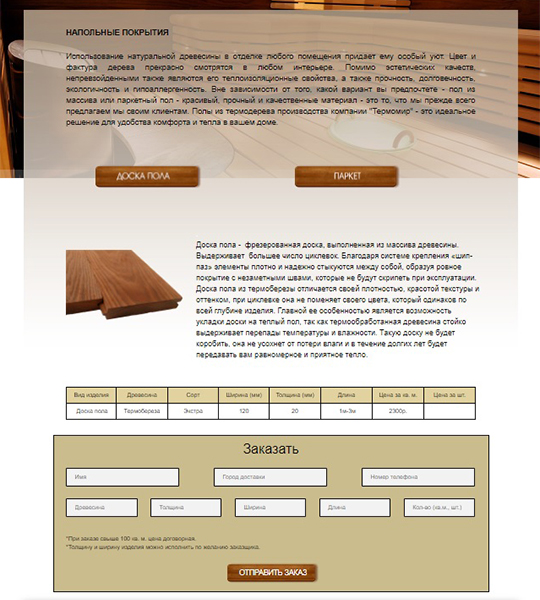 НАПОЛЬНЫЕ ПОКРЫТИЯ
Использование натуральной древесины в отделке любого помещения придает ему особый уют. Цвет и
фактура дерева прекрасно смотрятся в любом интерьере. Помимо эстетических качеств,
непревзойденными также являются его теплоизоляционные свойства, а также прочность, долговечность,
экологичность и гипоаллергенность. Вне зависимости от того, какой вариант вы предпочтете - пол из
массива или паркетный пол - красивый, прочный и качественные материал - это то, что мы прежде всего
предлагаем мы своим клиентам. Полы из термодерева производства компании "Термомир" - это идеальное
решение для удобства комфорта и тепла в вашем доме.
ДОСКА ПОЛА
ПАРКЕТ
Доска пола - фрезерованная доска, выполненная из массива древесины.
Выдерживает большее число циклевок. Благодаря системе крепления «шип-
паз» элементы плотно и надежно стыкуются между собой, образуя ровное
покрытие с незаметными швами, которые не будут скрипеть при эксплуатации.
Доска пола из термоберезы отличается своей плотностью, красотой текстуры и
оттенком, при циклевке она не поменяет своего цвета, который одинаков по
всей глубине изделия. Главной ее особенностью является возможность
укладки доски на теплый пол, так как термообработанная древесина стойко
выдерживает перепады температуры и влажности. Такую доску не будет
коробить, она не усохнет от потери влаги и в течение долгих лет будет
передавать вам равномерное и приятное тепло.
Вид изделия Древесина Сорт Ширина (мм) Толщина (мм) Длина Цена за кв. м. Цена за шт.
Доска пола Термобереза Экстра 120 20 1м-3м 2300р.
Заказать
Имя Город доставки Номер телефона
Древесина Толщина Ширина Длина Кол-во (кв.м., шт.)
*При заказе свыше 100 кв. м. цена договорная.
*Толщину и ширину изделия можно исполнить по желанию заказчика.
ОТПРАВИТЬ ЗАКАЗ